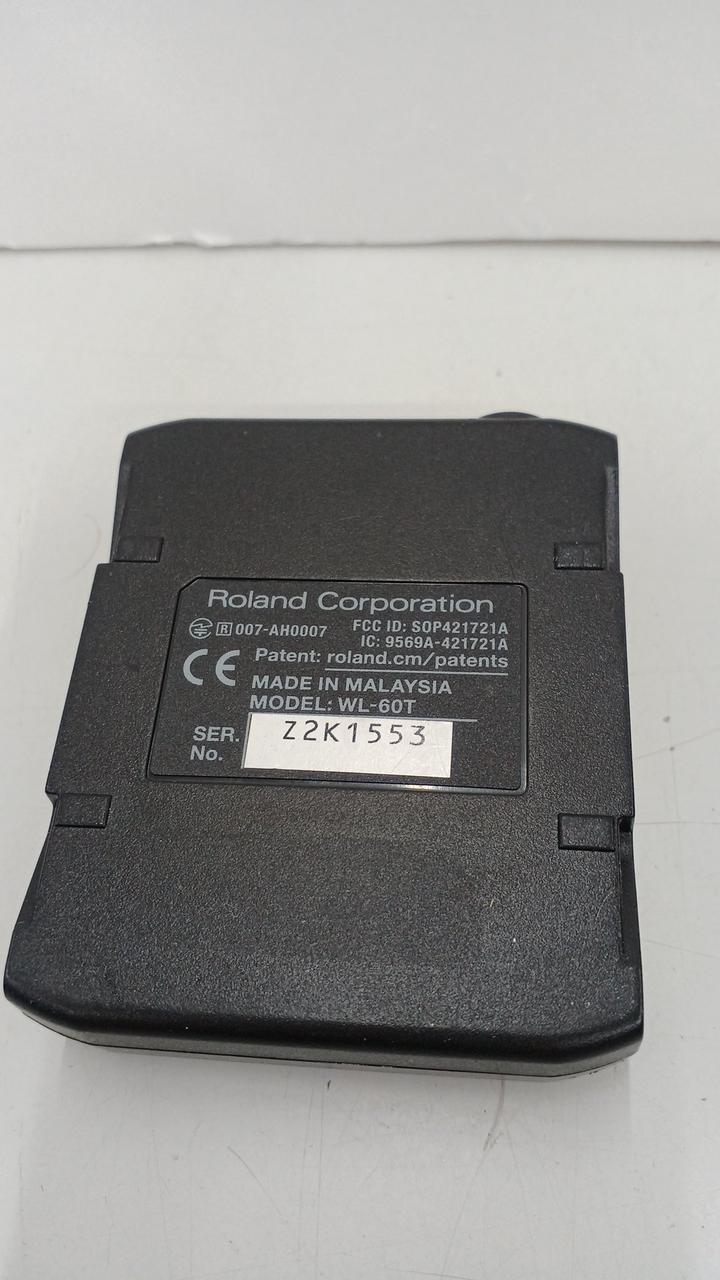 Roland Corporation
R 007-AH0007 FCC ID: SOP421721A
IC: 9569A-421721A
CE Patent: roland.cm/patents
MADE IN MALAYSIA
MODEL: WL-60T
SER. No. Z2K1553